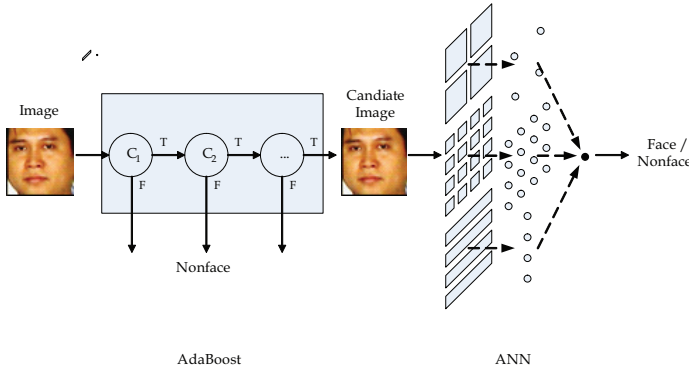 Image
C1
T
C2
T
...
T
F
F
F
Nonface
Candiate
Image
Face /
Nonface
AdaBoost
ANN